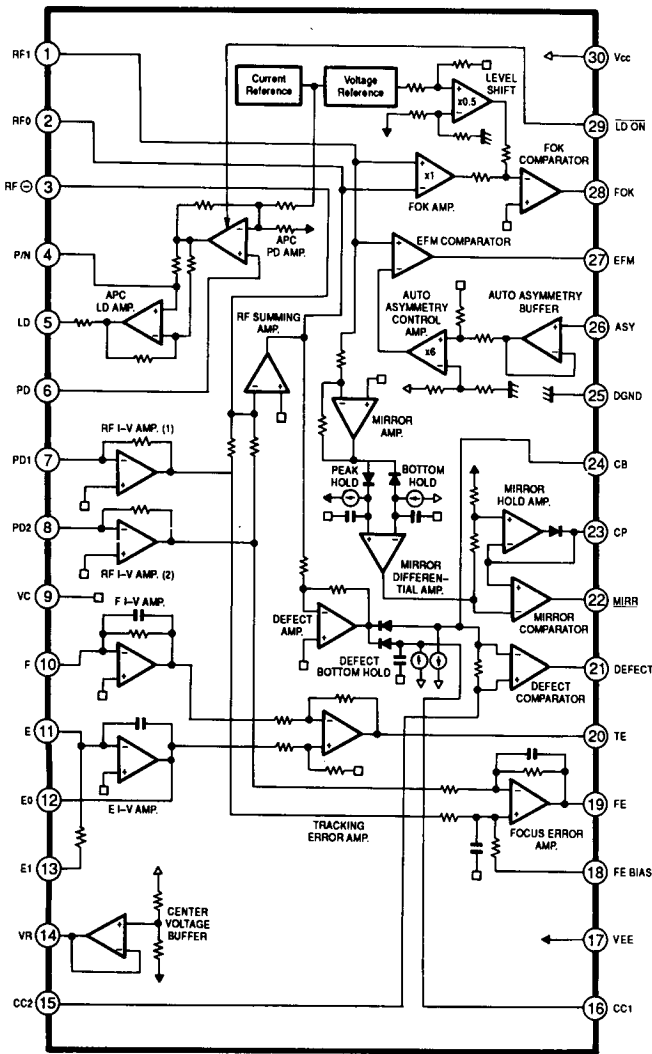 RF1 1
RF0 2
RF ⊖ 3
P/N 4
LD 5
PD 6
PD1 7
PD2 8
VC 9
F 10
E 11
E0 12
E1 13
VR 14
CC2 15
30 Vcc
29 LD ON
28 FOK
27 EFM
26 ASY
25 DGND
24 CB
23 CP
22 MIRR
21 DEFECT
20 TE
19 FE
18 FE BIAS
17 VEE
16 CC1
Current
Reference
Voltage
Reference
LEVEL
SHIFT
x0.5
FOK
COMPARATOR
x1
FOK AMP.
APC
PD AMP.
APC
LD AMP.
EFM COMPARATOR
RF SUMMING
AMP.
AUTO
ASYMMETRY
CONTROL
AMP.
x6
AUTO ASYMMETRY
BUFFER
MIRROR
AMP.
RF I–V AMP. (1)
RF I–V AMP. (2)
PEAK
HOLD
BOTTOM
HOLD
MIRROR
HOLD AMP.
MIRROR
DIFFEREN-
TIAL AMP.
MIRROR
COMPARATOR
F I–V AMP.
DEFECT
AMP.
DEFECT
BOTTOM HOLD
DEFECT
COMPARATOR
E I–V AMP.
TRACKING
ERROR AMP.
FOCUS ERROR
AMP.
CENTER
VOLTAGE
BUFFER